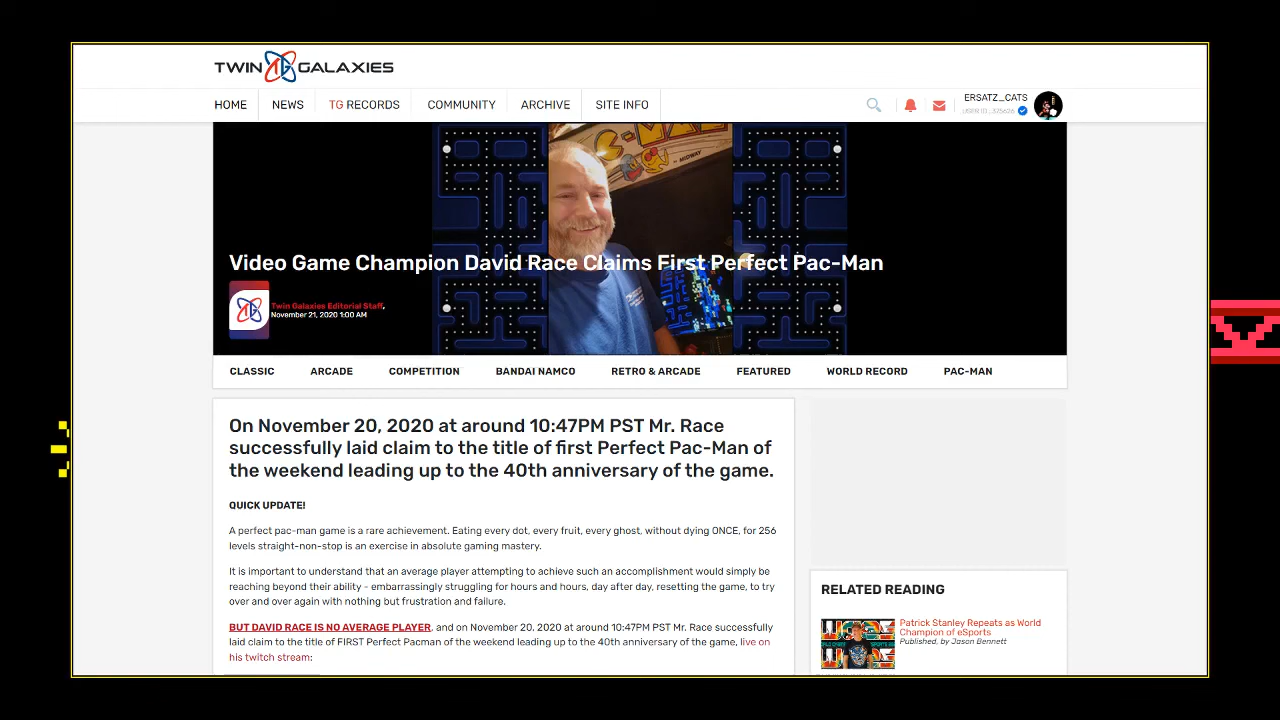 TWIN GALAXIES
HOME NEWS TG RECORDS COMMUNITY ARCHIVE SITE INFO
ERSATZ_CATS
PAC-MAN
MIDWAY
Video Game Champion David Race Claims First Perfect Pac-Man
Twin Galaxies Editorial Staff,
November 21, 2020 1:00 AM
CLASSIC ARCADE COMPETITION BANDAI NAMCO RETRO & ARCADE FEATURED WORLD RECORD PAC-MAN
On November 20, 2020 at around 10:47PM PST Mr. Race
successfully laid claim to the title of first Perfect Pac-Man of
the weekend leading up to the 40th anniversary of the game.
QUICK UPDATE!
A perfect pac-man game is a rare achievement. Eating every dot, every fruit, every ghost, without dying ONCE, for 256
levels straight-non-stop is an exercise in absolute gaming mastery.
It is important to understand that an average player attempting to achieve such an accomplishment would simply be
reaching beyond their ability - embarrassingly struggling for hours and hours, day after day, resetting the game, to try
over and over again with nothing but frustration and failure.
BUT DAVID RACE IS NO AVERAGE PLAYER, and on November 20, 2020 at around 10:47PM PST Mr. Race successfully
laid claim to the title of FIRST Perfect Pacman of the weekend leading up to the 40th anniversary of the game, live on
his twitch stream:
RELATED READING
Patrick Stanley Repeats as World
Champion of eSports
Published, by Jason Bennett